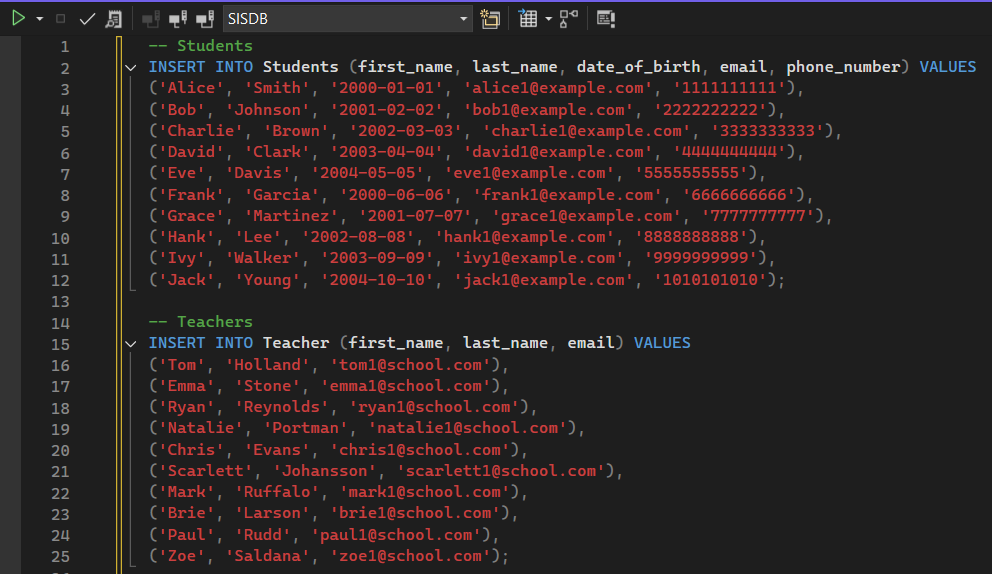 SISDB
1 -- Students
2 INSERT INTO Students (first_name, last_name, date_of_birth, email, phone_number) VALUES
3 ('Alice', 'Smith', '2000-01-01', 'alice1@example.com', '1111111111'),
4 ('Bob', 'Johnson', '2001-02-02', 'bob1@example.com', '2222222222'),
5 ('Charlie', 'Brown', '2002-03-03', 'charlie1@example.com', '3333333333'),
6 ('David', 'Clark', '2003-04-04', 'david1@example.com', '4444444444'),
7 ('Eve', 'Davis', '2004-05-05', 'eve1@example.com', '5555555555'),
8 ('Frank', 'Garcia', '2000-06-06', 'frank1@example.com', '6666666666'),
9 ('Grace', 'Martinez', '2001-07-07', 'grace1@example.com', '7777777777'),
10 ('Hank', 'Lee', '2002-08-08', 'hank1@example.com', '8888888888'),
11 ('Ivy', 'Walker', '2003-09-09', 'ivy1@example.com', '9999999999'),
12 ('Jack', 'Young', '2004-10-10', 'jack1@example.com', '1010101010');
13
14 -- Teachers
15 INSERT INTO Teacher (first_name, last_name, email) VALUES
16 ('Tom', 'Holland', 'tom1@school.com'),
17 ('Emma', 'Stone', 'emma1@school.com'),
18 ('Ryan', 'Reynolds', 'ryan1@school.com'),
19 ('Natalie', 'Portman', 'natalie1@school.com'),
20 ('Chris', 'Evans', 'chris1@school.com'),
21 ('Scarlett', 'Johansson', 'scarlett1@school.com'),
22 ('Mark', 'Ruffalo', 'mark1@school.com'),
23 ('Brie', 'Larson', 'brie1@school.com'),
24 ('Paul', 'Rudd', 'paul1@school.com'),
25 ('Zoe', 'Saldana', 'zoe1@school.com');